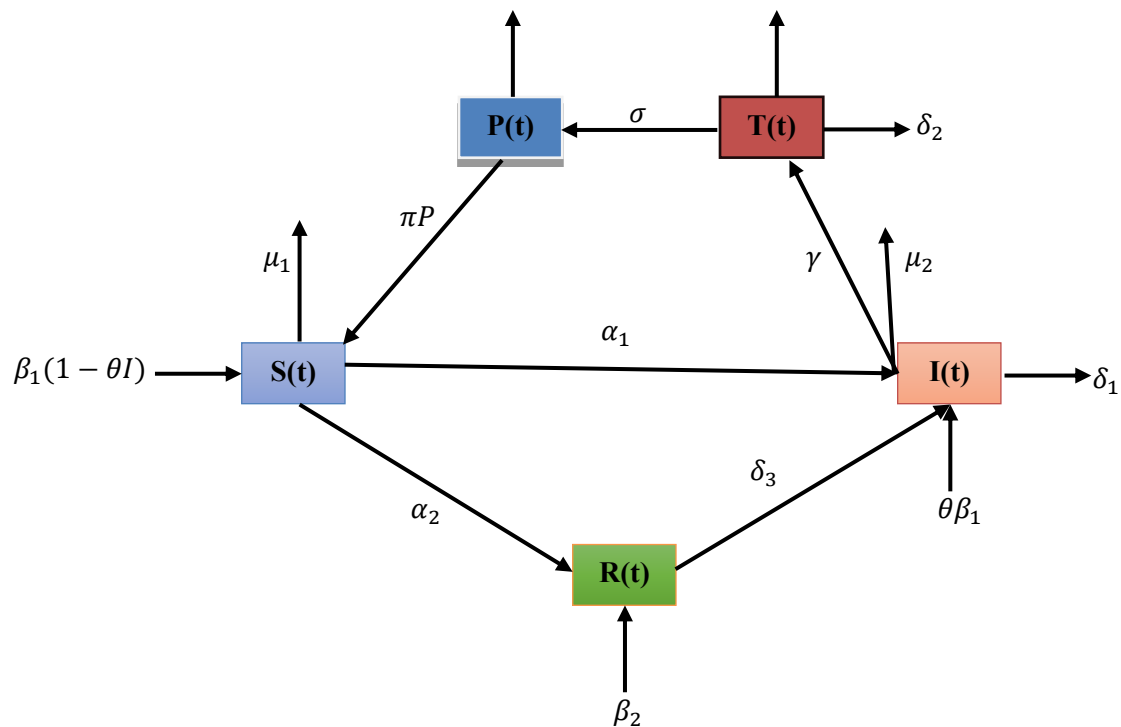 P(t)
σ
T(t)
δ₂
πP
μ₁
γ
μ₂
α₁
β₁(1 − θI)
S(t)
I(t)
δ₁
α₂
δ₃
θβ₁
R(t)
β₂